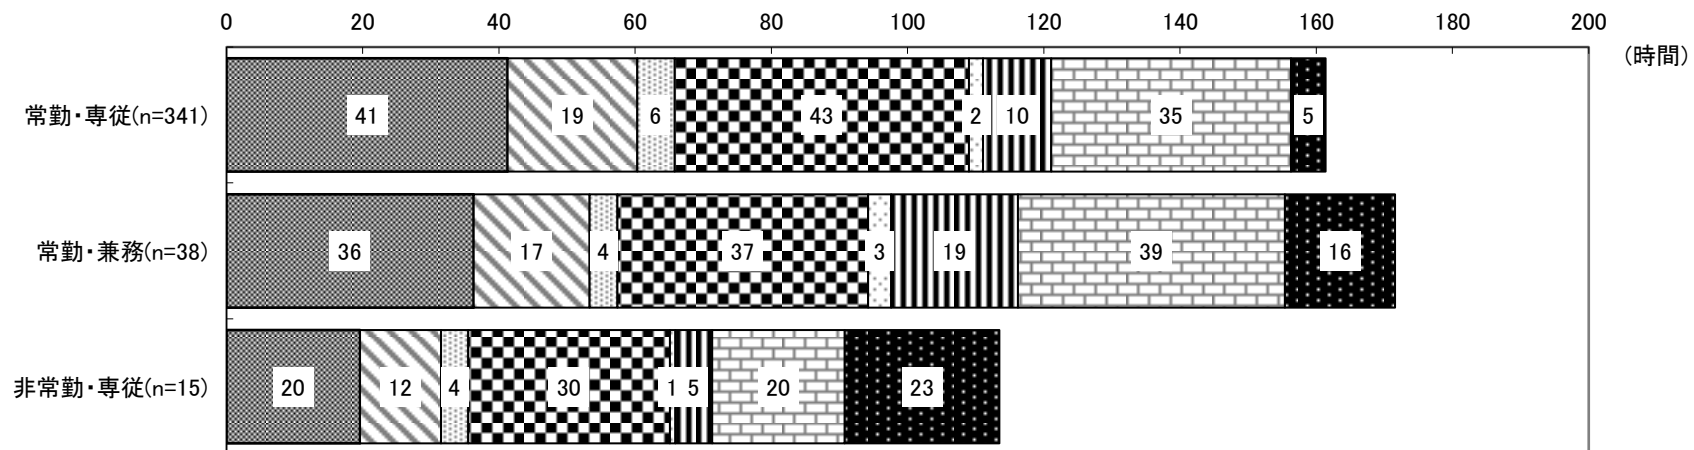 0 20 40 60 80 100 120 140 160 180 200
(時間)
常勤・専従(n=341) 41 19 6 43 2 10 35 5
常勤・兼務(n=38) 36 17 4 37 3 19 39 16
非常勤・専従(n=15) 20 12 4 30 1 5 20 23